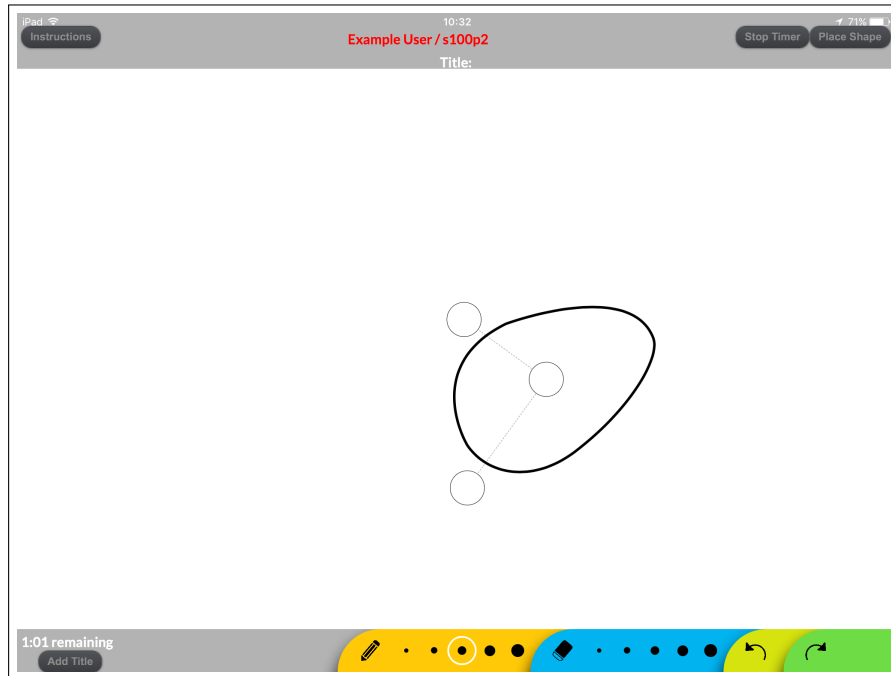 iPad 10:32 71%
Instructions Example User / s100p2 Stop Timer Place Shape
Title:
1:01 remaining
Add Title